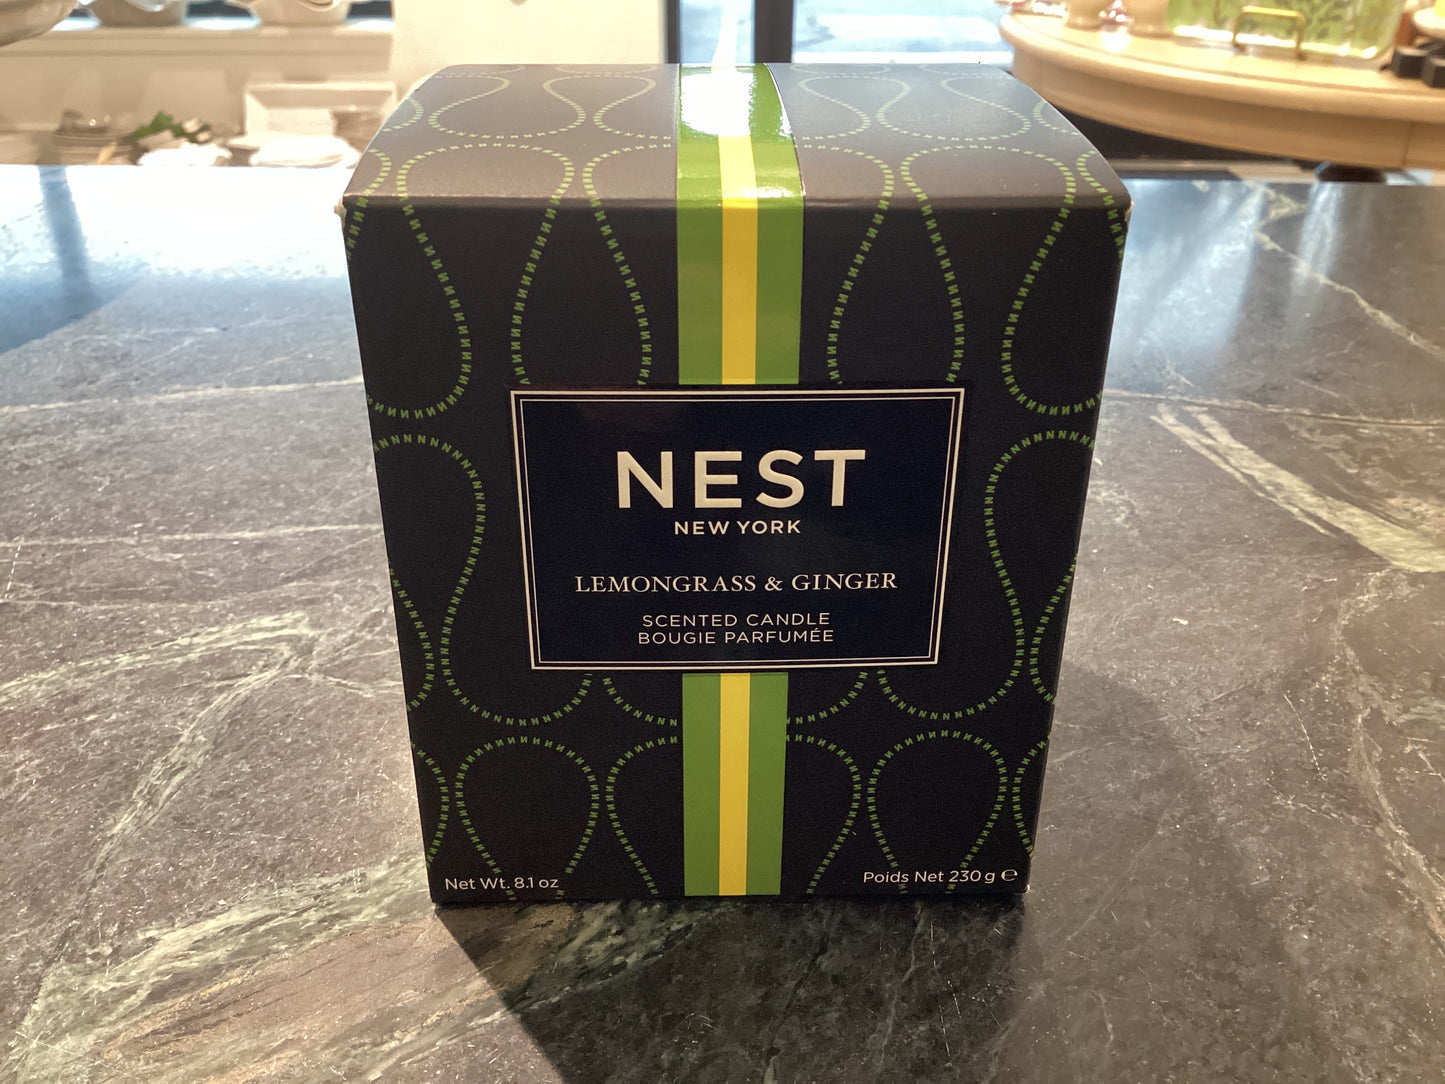 NEST
NEW YORK
LEMONGRASS & GINGER
SCENTED CANDLE
BOUGIE PARFUMÉE
Net Wt. 8.1 oz
Poids Net 230 g ℮